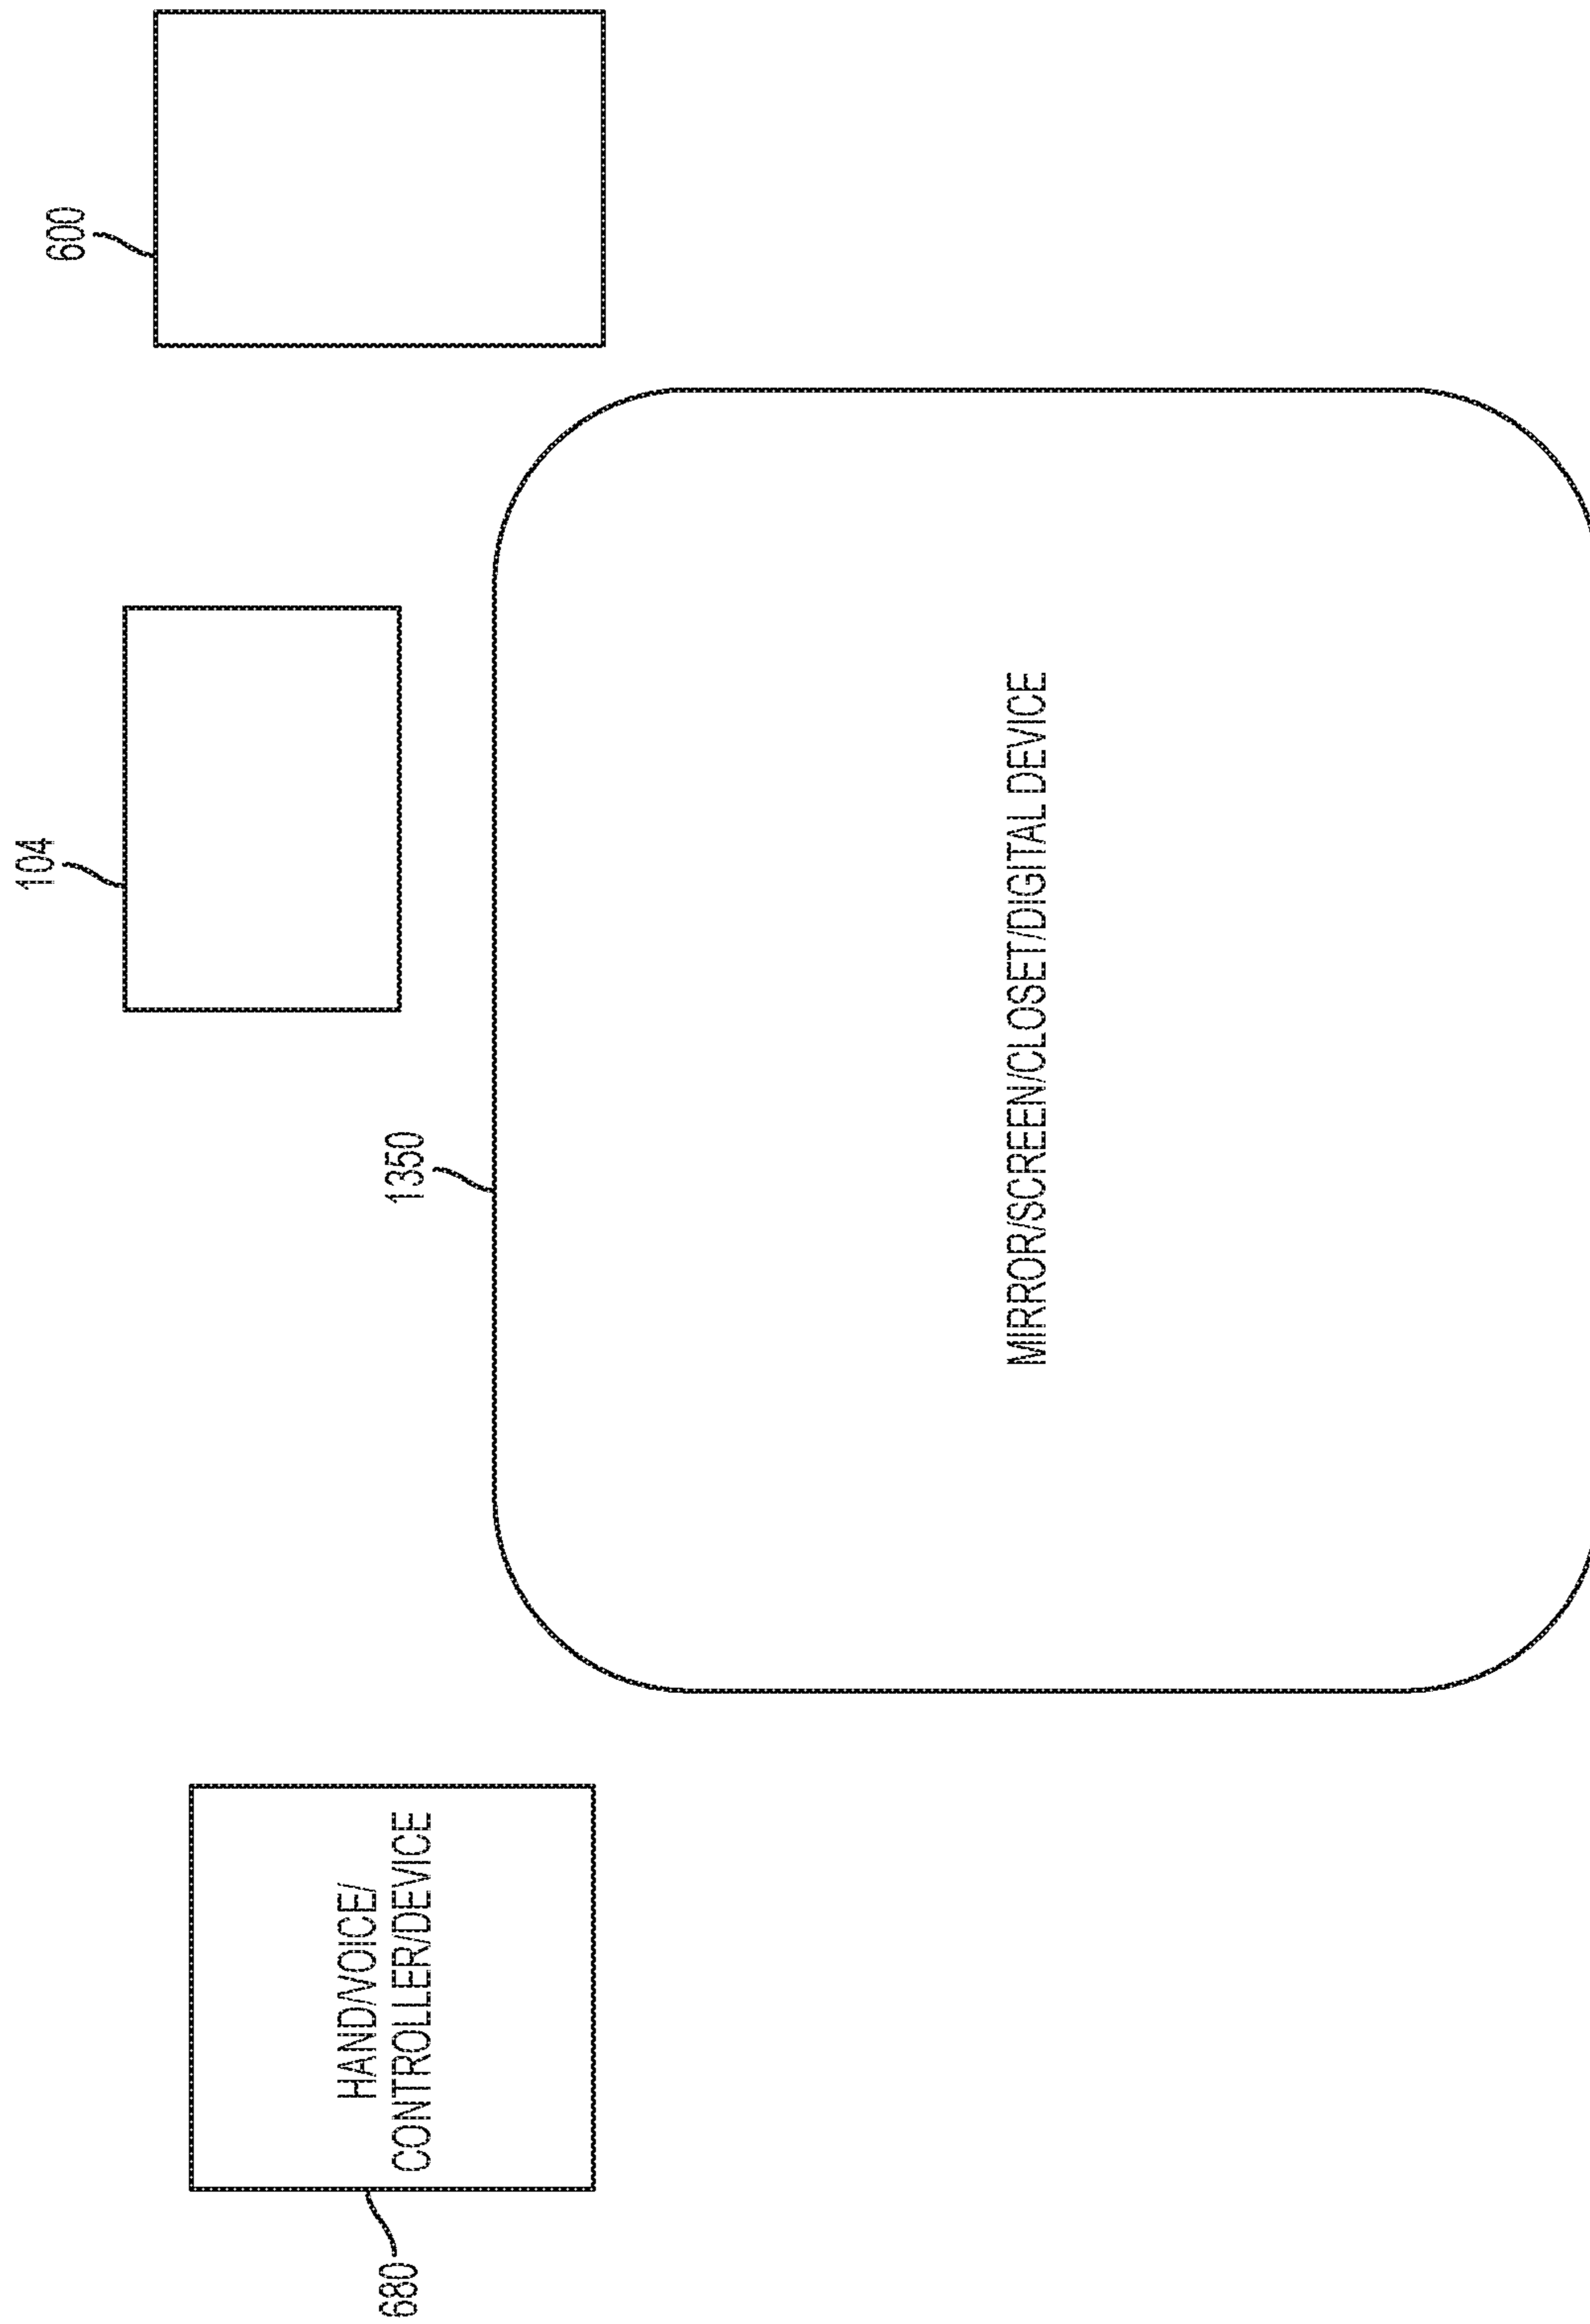 104
600
1350
MIRROR/SCREEN/CLOSET/DIGITAL DEVICE
HAND/VOICE/
CONTROLLER/DEVICE
680